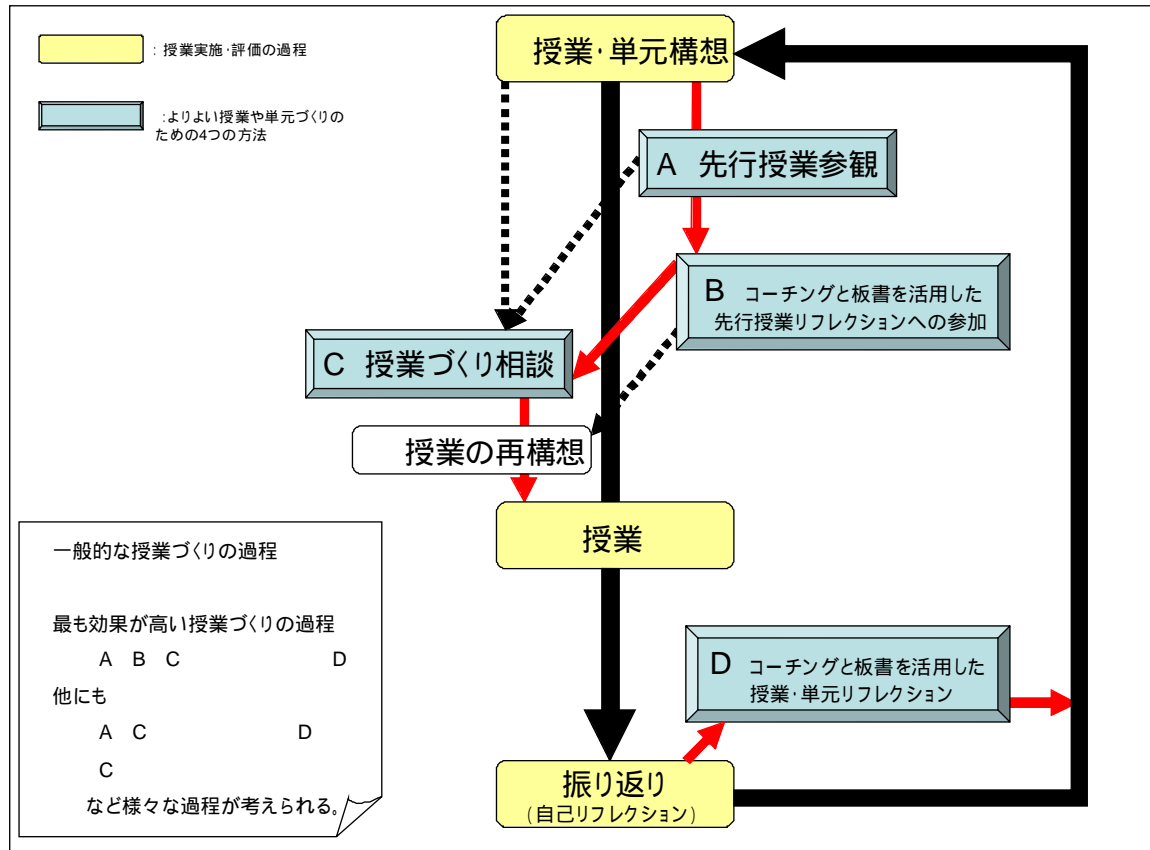 :授業実施・評価の過程
:よりよい授業や単元づくりの
ための4つの方法
授業・単元構想
A 先行授業参観
B コーチングと板書を活用した
先行授業リフレクションへの参加
C 授業づくり相談
授業の再構想
授業
D コーチングと板書を活用した
授業・単元リフレクション
振り返り
(自己リフレクション)
一般的な授業づくりの過程
最も効果が高い授業づくりの過程
A B C D
他にも
A C D
C
など様々な過程が考えられる。